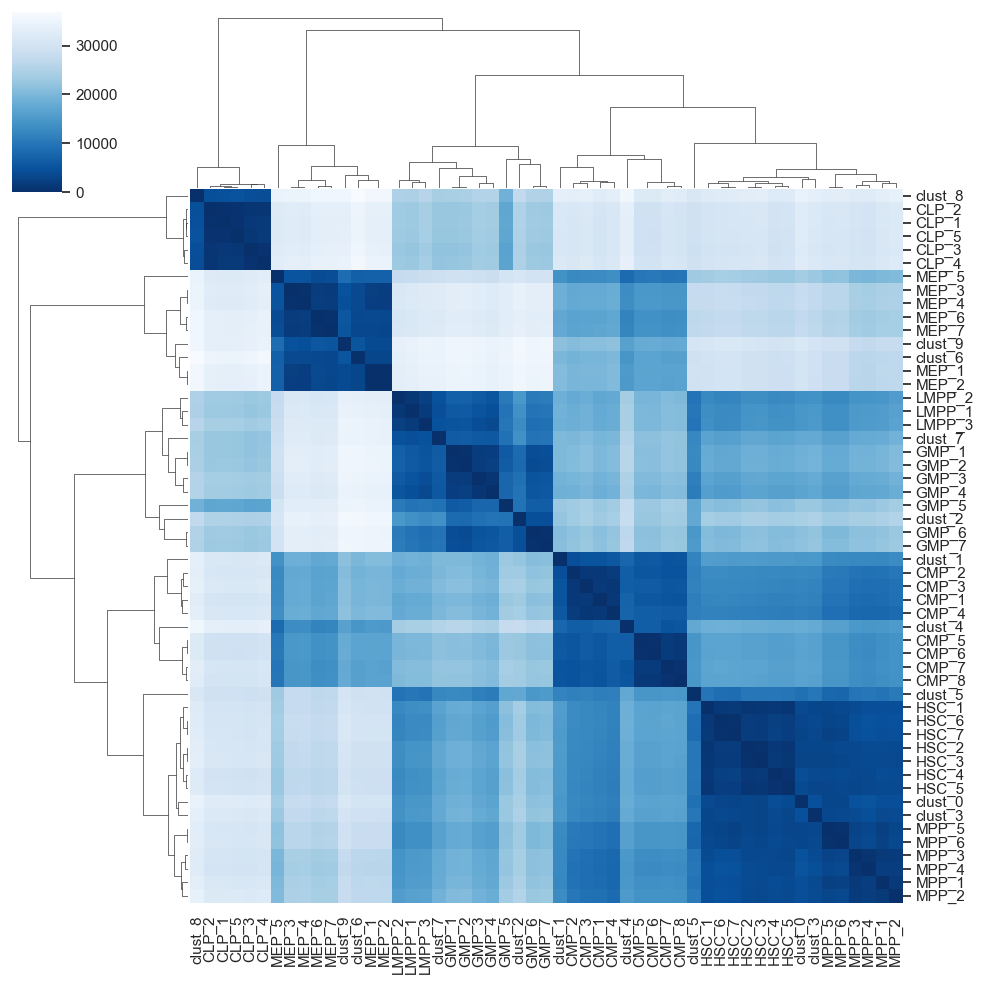 30000
20000
10000
0
clust_8
CLP_2
CLP_1
CLP_5
CLP_3
CLP_4
MEP_5
MEP_3
MEP_4
MEP_6
MEP_7
clust_9
clust_6
MEP_1
MEP_2
LMPP_2
LMPP_1
LMPP_3
clust_7
GMP_1
GMP_2
GMP_3
GMP_4
GMP_5
clust_2
GMP_6
GMP_7
clust_1
CMP_2
CMP_3
CMP_1
CMP_4
clust_4
CMP_5
CMP_6
CMP_7
CMP_8
clust_5
HSC_1
HSC_6
HSC_7
HSC_2
HSC_3
HSC_4
HSC_5
clust_0
clust_3
MPP_5
MPP_6
MPP_3
MPP_4
MPP_1
MPP_2
clust_8
CLP_2
CLP_1
CLP_5
CLP_3
CLP_4
MEP_5
MEP_3
MEP_4
MEP_6
MEP_7
clust_9
clust_6
MEP_1
MEP_2
LMPP_2
LMPP_1
LMPP_3
clust_7
GMP_1
GMP_2
GMP_3
GMP_4
GMP_5
clust_2
GMP_6
GMP_7
clust_1
CMP_2
CMP_3
CMP_1
CMP_4
clust_4
CMP_5
CMP_6
CMP_7
CMP_8
clust_5
HSC_1
HSC_6
HSC_7
HSC_2
HSC_3
HSC_4
HSC_5
clust_0
clust_3
MPP_5
MPP_6
MPP_3
MPP_4
MPP_1
MPP_2